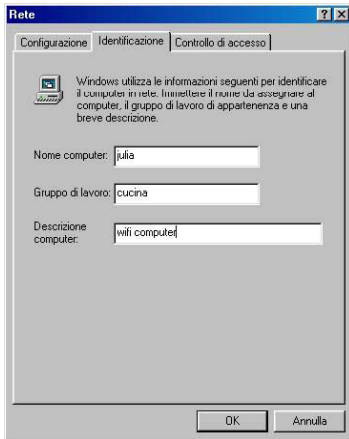 Rete
Configurazione Identificazione Controllo di accesso
Windows utilizza le informazioni seguenti per identificare
il computer in rete. Immettere il nome da assegnare al
computer, il gruppo di lavoro di appartenenza e una
breve descrizione.
Nome computer: julia
Gruppo di lavoro: cucina
Descrizione
computer: wifi computer
OK Annulla